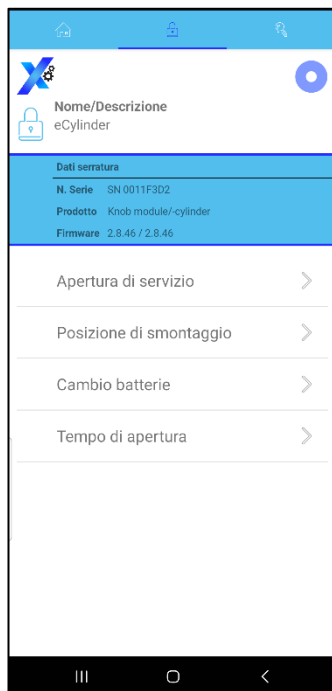 Nome/Descrizione
eCylinder
Dati serratura
N. Serie SN 0011F3D2
Prodotto Knob module/-cylinder
Firmware 2.8.46 / 2.8.46
Apertura di servizio
Posizione di smontaggio
Cambio batterie
Tempo di apertura